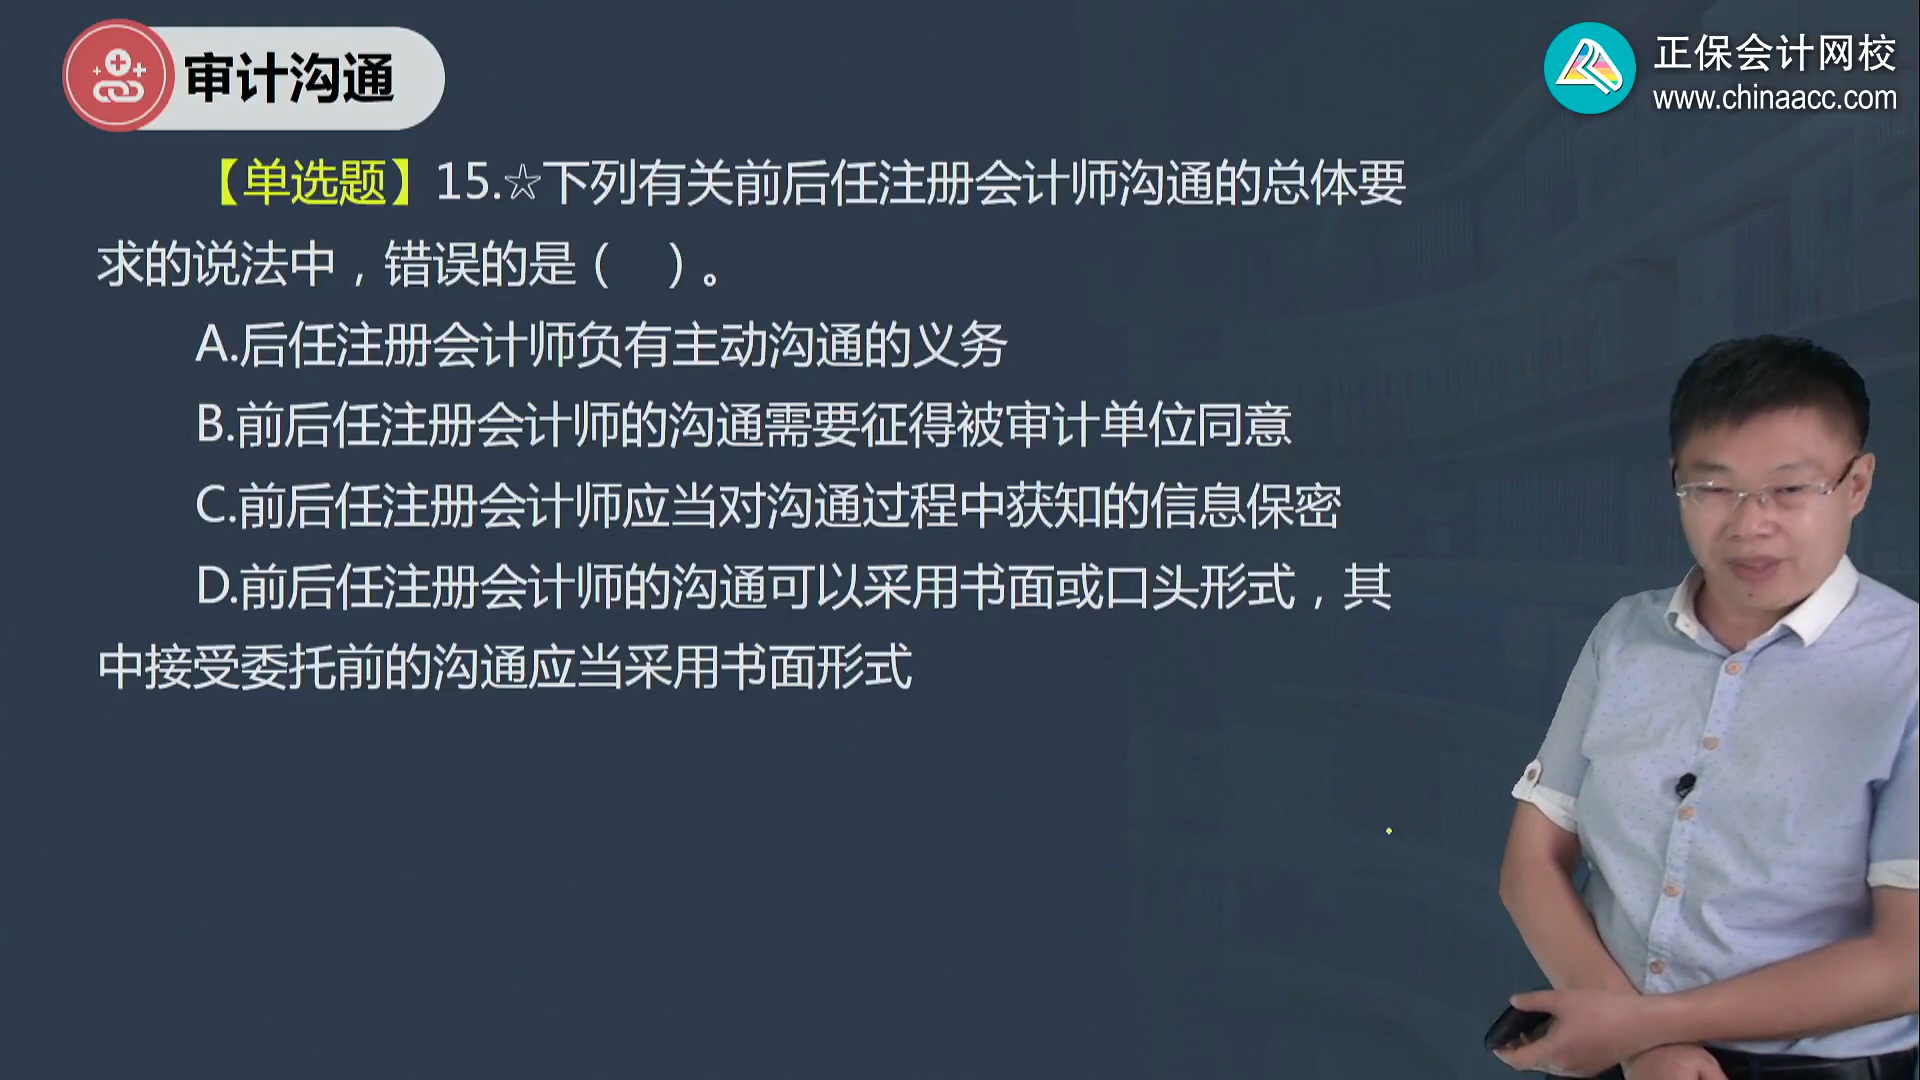 审计沟通
正保会计网校
www.chinaacc.com
【单选题】15.☆下列有关前后任注册会计师沟通的总体要
求的说法中，错误的是（ ）。
A.后任注册会计师负有主动沟通的义务
B.前后任注册会计师的沟通需要征得被审计单位同意
C.前后任注册会计师应当对沟通过程中获知的信息保密
D.前后任注册会计师的沟通可以采用书面或口头形式，其
中接受委托前的沟通应当采用书面形式